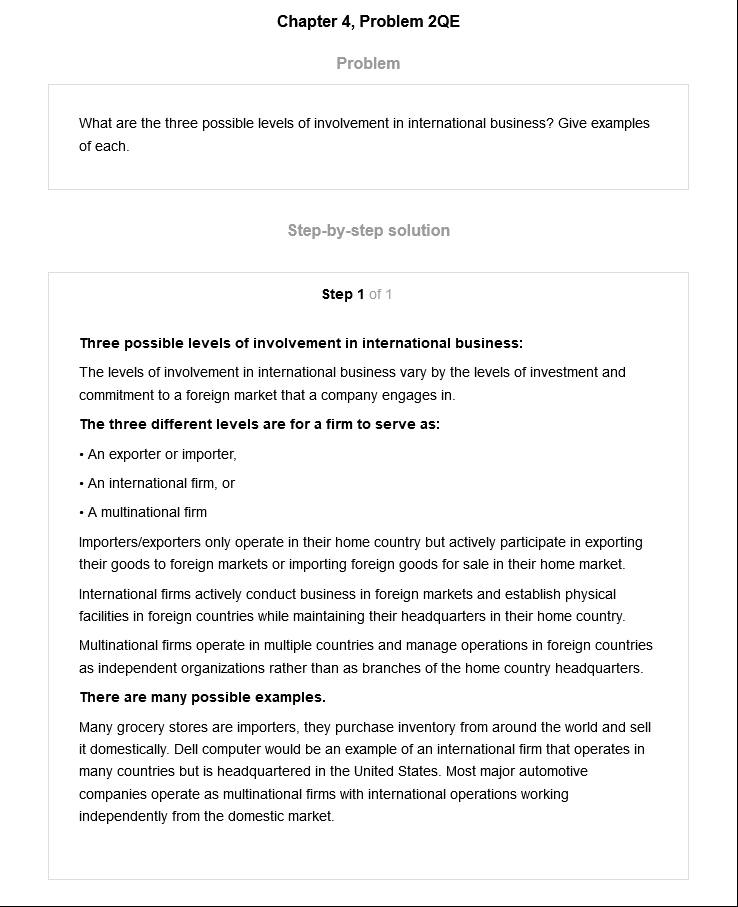 Chapter 4, Problem 2QE
Problem
What are the three possible levels of involvement in international business? Give examples
of each.
Step-by-step solution
Step 1 of 1
Three possible levels of involvement in international business:
The levels of involvement in international business vary by the levels of investment and
commitment to a foreign market that a company engages in.
The three different levels are for a firm to serve as:
• An exporter or importer,
• An international firm, or
• A multinational firm
Importers/exporters only operate in their home country but actively participate in exporting
their goods to foreign markets or importing foreign goods for sale in their home market.
International firms actively conduct business in foreign markets and establish physical
facilities in foreign countries while maintaining their headquarters in their home country.
Multinational firms operate in multiple countries and manage operations in foreign countries
as independent organizations rather than as branches of the home country headquarters.
There are many possible examples.
Many grocery stores are importers, they purchase inventory from around the world and sell
it domestically. Dell computer would be an example of an international firm that operates in
many countries but is headquartered in the United States. Most major automotive
companies operate as multinational firms with international operations working
independently from the domestic market.